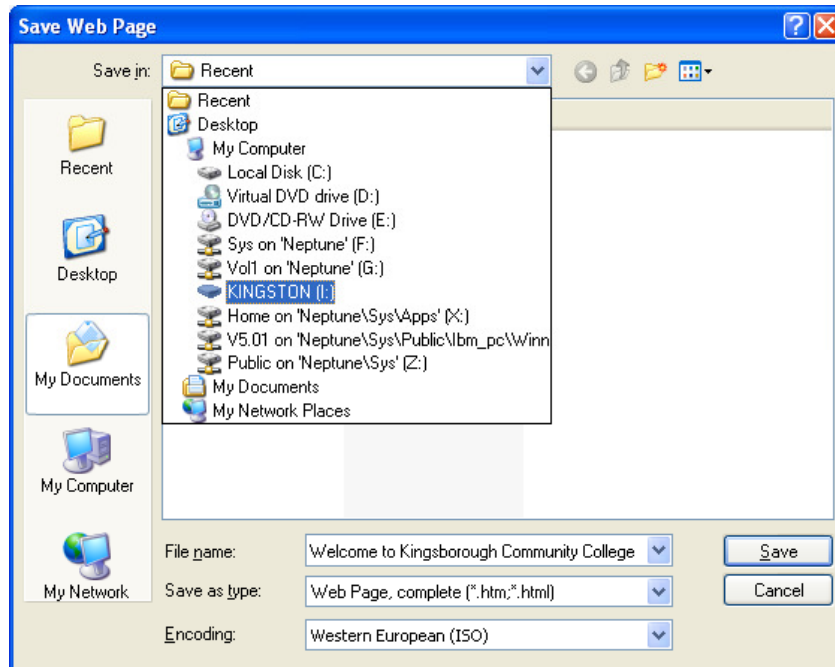 Save Web Page
Save in: Recent
Recent
Desktop
My Computer
Local Disk (C:)
Virtual DVD drive (D:)
DVD/CD-RW Drive (E:)
Sys on 'Neptune' (F:)
Vol1 on 'Neptune' (G:)
KINGSTON (I:)
Home on 'Neptune\Sys\Apps' (X:)
V5.01 on 'Neptune\Sys\Public\Ibm_pc\Winn
Public on 'Neptune\Sys' (Z:)
My Documents
My Network Places
Recent
Desktop
My Documents
My Computer
My Network
File name: Welcome to Kingsborough Community College Save
Save as type: Web Page, complete (*.htm;*.html) Cancel
Encoding: Western European (ISO)